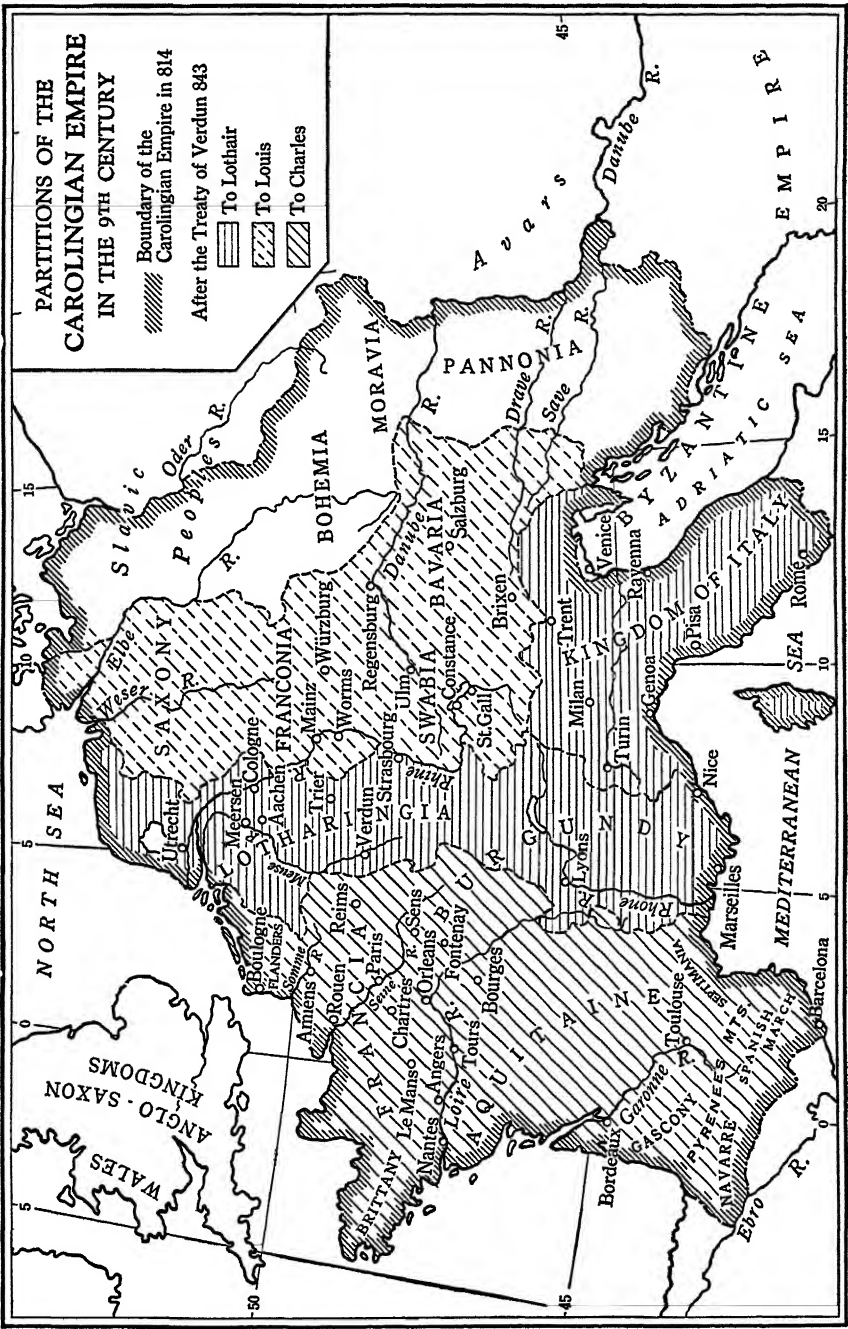 PARTITIONS OF THE
CAROLINGIAN EMPIRE
IN THE 9TH CENTURY
Boundary of the
Carolingian Empire in 814
After the Treaty of Verdun 843
To Lothair
To Louis
To Charles
5
0
5
10
15
50
45
45
5
0
5
10
15
20
NORTH SEA
WALES
ANGLO-SAXON
KINGDOMS
Slavic
Peoples
Oder R.
Elbe
R.
Weser R.
SAXONY
BOHEMIA
MORAVIA
Avars
PANNONIA
Danube R.
R.
Drave R.
Save R.
Utrecht
Meersen
Cologne
Aachen
LOTHARINGIA
Meuse
Trier
Verdun
Rhine
FRANCONIA
Mainz
Worms
Würzburg
Strasbourg
Regensburg
Danube
Ulm
SWABIA
Constance
St.Gall
BAVARIA
Salzburg
Brixen
Boulogne
FLANDERS
Somme R.
Amiens
Rouen
Reims
FRANCIA
Paris
Seine R.
Chartres
Sens
Orleans
Fontenay
Le Mans
Angers
BRITTANY
Nantes
Loire R.
Tours
Bourges
BURGUNDY
AQUITAINE
Lyons
Rhone R.
Bordeaux
Garonne R.
GASCONY
Toulouse
SEPTIMANIA
PYRENEES MTS.
NAVARRE
SPANISH
MARCH
Ebro R.
Barcelona
Marseilles
Nice
Trent
Milan
Turin
Genoa
KINGDOM OF ITALY
Venice
Ravenna
Pisa
Rome
MEDITERRANEAN SEA
ADRIATIC SEA
BYZANTINE EMPIRE